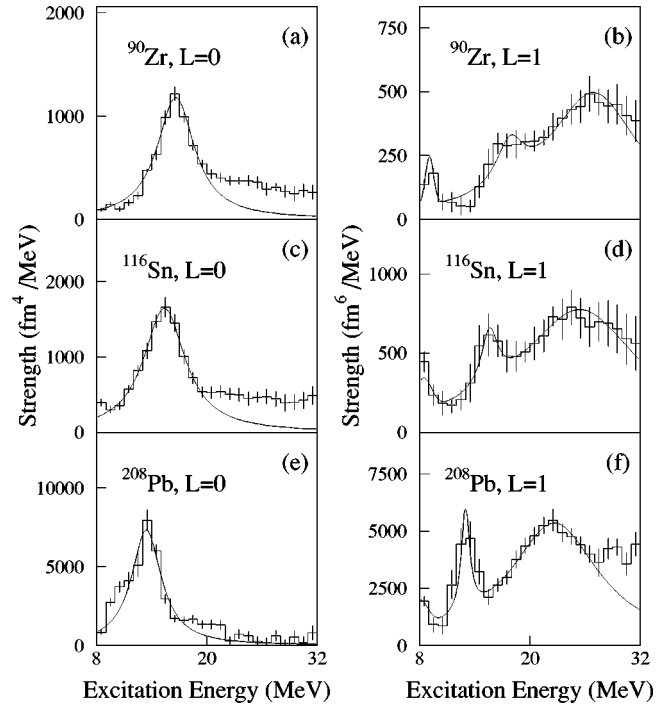 (a)
⁹⁰Zr, L=0
1000
0
(b)
⁹⁰Zr, L=1
500
250
0
(c)
¹¹⁶Sn, L=0
2000
1000
0
Strength (fm⁴ /MeV)
(d)
¹¹⁶Sn, L=1
1000
500
0
Strength (fm⁶ /MeV)
(e)
²⁰⁸Pb, L=0
10000
5000
0
8 20 32
Excitation Energy (MeV)
(f)
²⁰⁸Pb, L=1
7500
5000
2500
0
8 20 32
Excitation Energy (MeV)